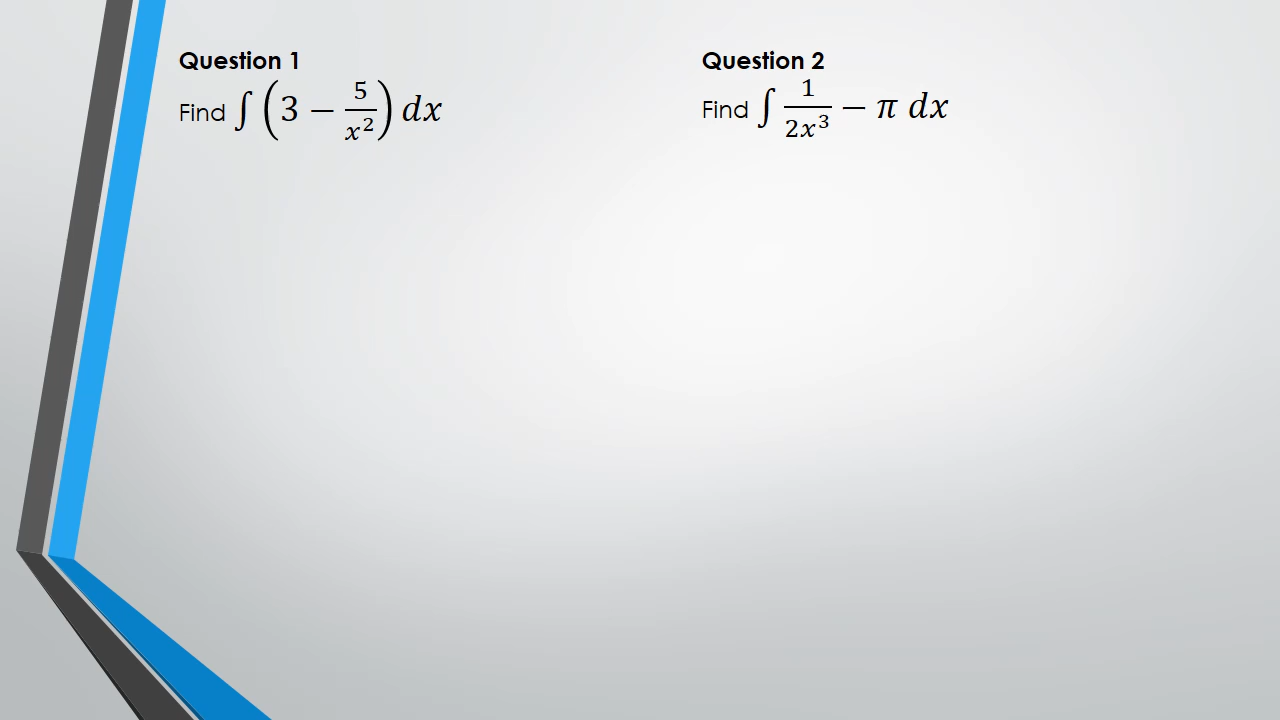 Question 1
Find ∫ (3 − 5/x²) dx
Question 2
Find ∫ 1/2x³ − π dx